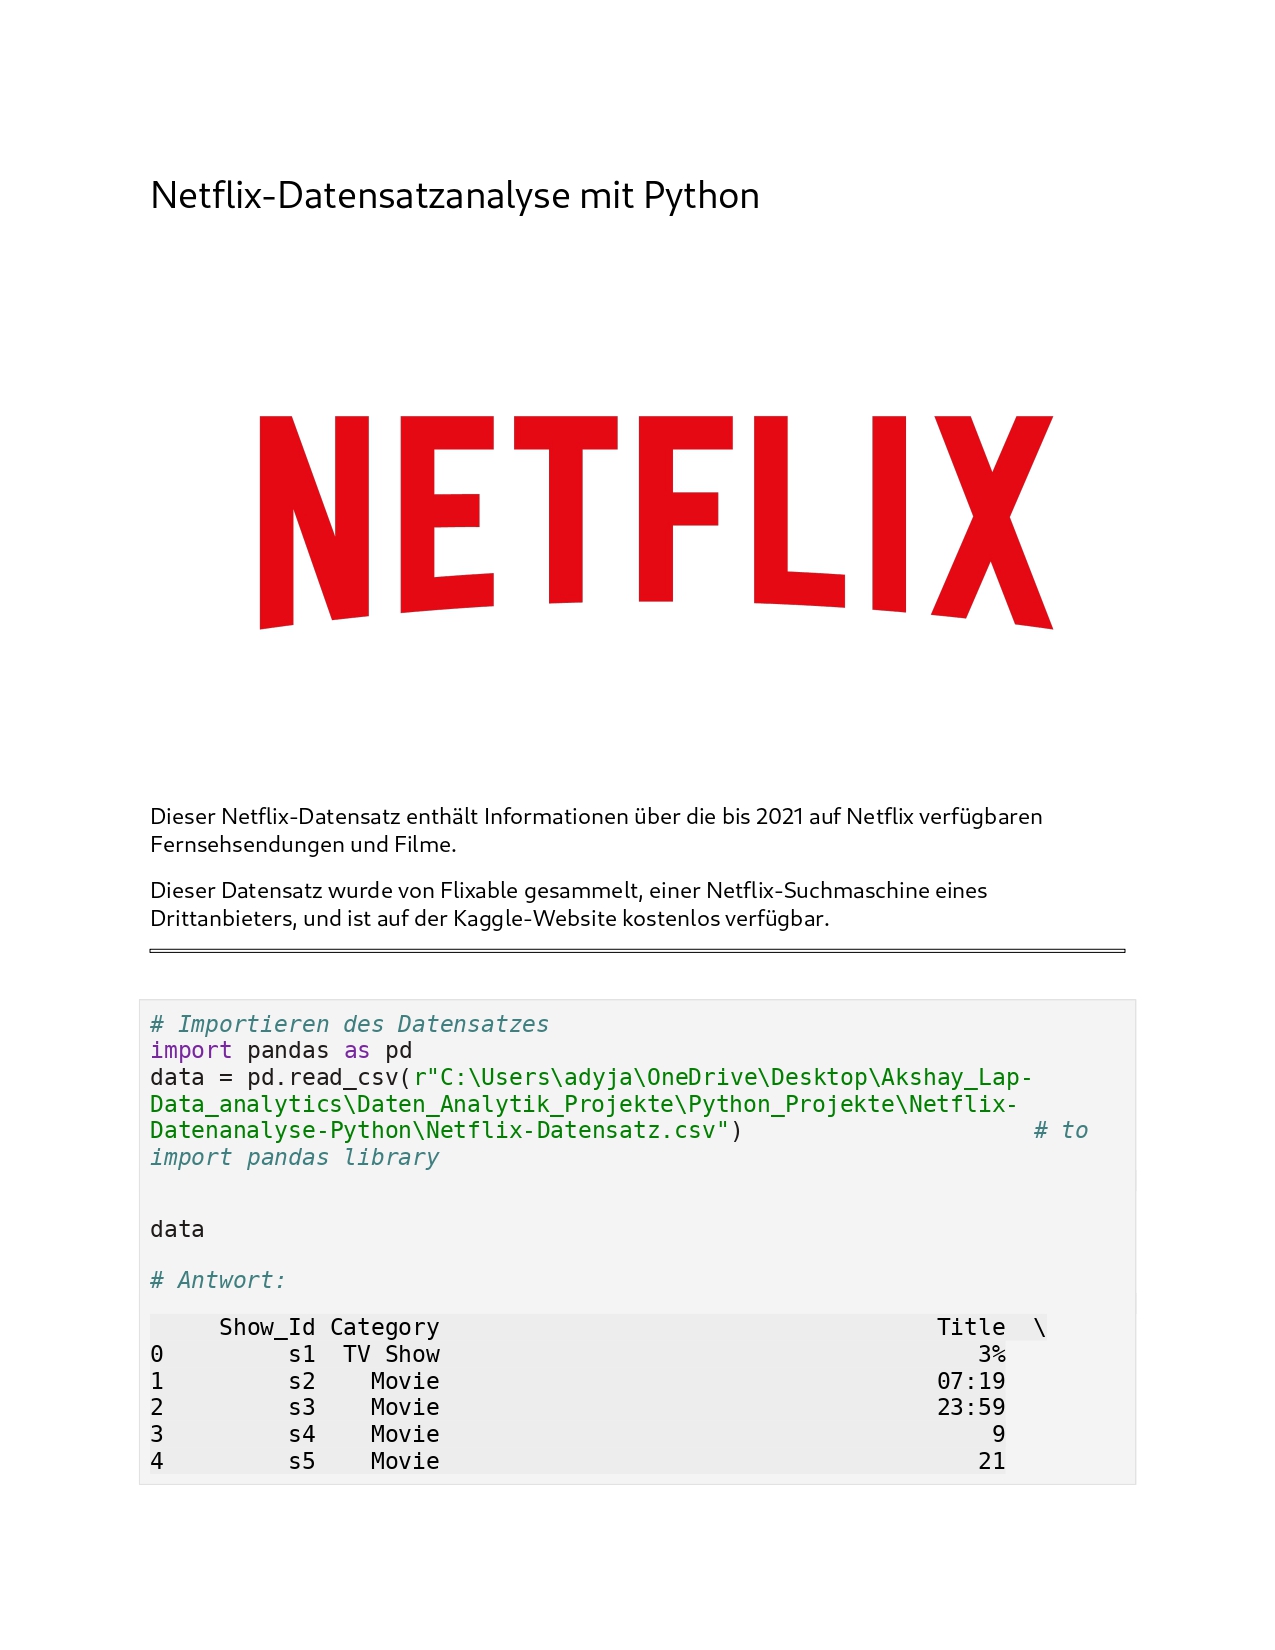 Netflix-Datensatzanalyse mit Python
NETFLIX
Dieser Netflix-Datensatz enthält Informationen über die bis 2021 auf Netflix verfügbaren
Fernsehsendungen und Filme.
Dieser Datensatz wurde von Flixable gesammelt, einer Netflix-Suchmaschine eines
Drittanbieters, und ist auf der Kaggle-Website kostenlos verfügbar.
# Importieren des Datensatzes
import pandas as pd
data = pd.read_csv(r"C:\Users\adyja\OneDrive\Desktop\Akshay_Lap-
Data_analytics\Daten_Analytik_Projekte\Python_Projekte\Netflix-
Datenanalyse-Python\Netflix-Datensatz.csv") # to
import pandas library
data
# Antwort:
Show_Id Category Title \
0 s1 TV Show 3%
1 s2 Movie 07:19
2 s3 Movie 23:59
3 s4 Movie 9
4 s5 Movie 21